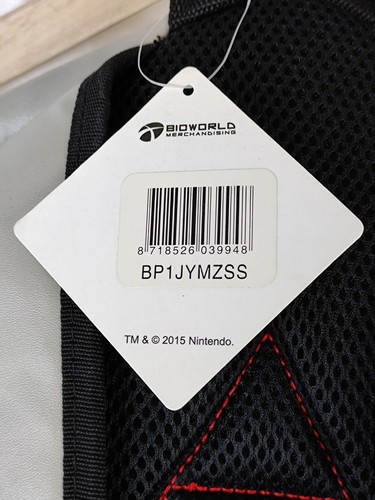 BIOWORLD
MERCHANDISING
8 718526 039948
BP1JYMZSS
TM & © 2015 Nintendo.